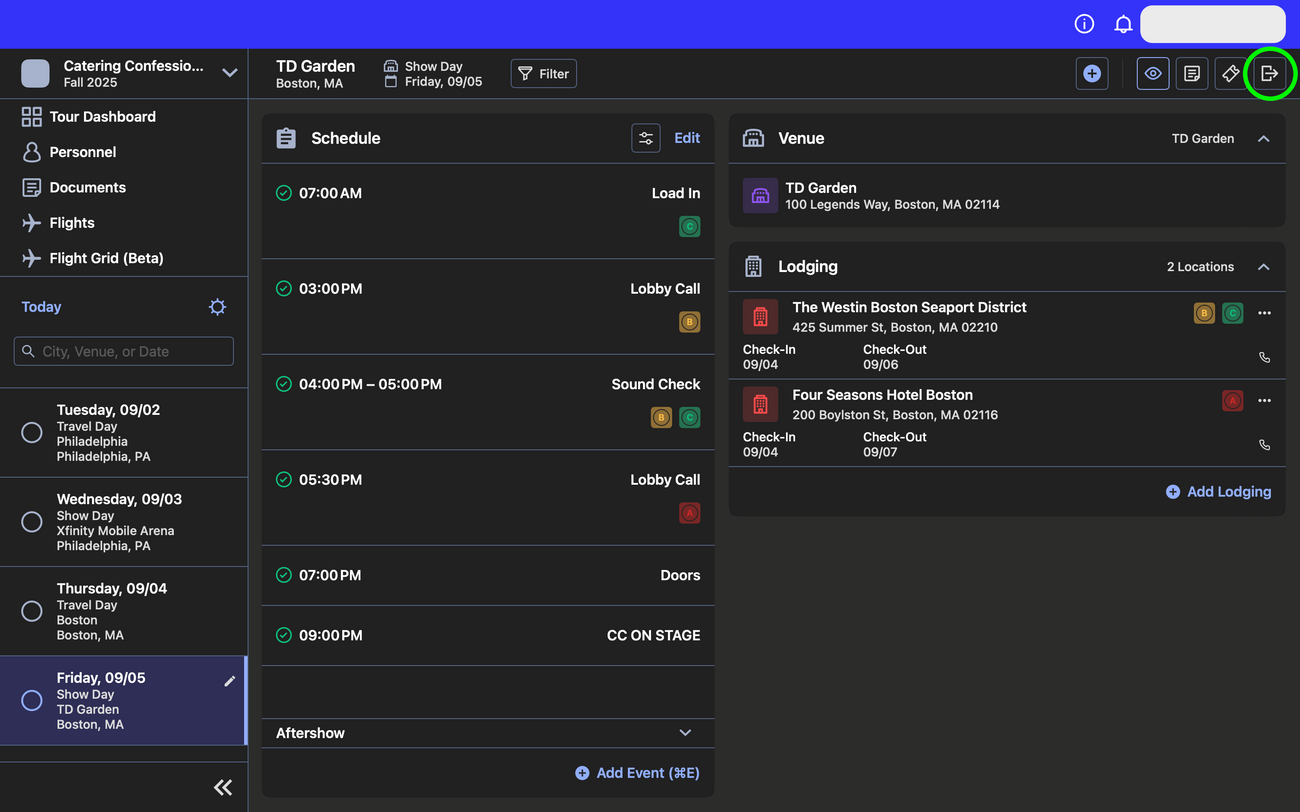 Catering Confessio...
Fall 2025
TD Garden
Boston, MA
Show Day
Friday, 09/05
Filter
Tour Dashboard
Personnel
Documents
Flights
Flight Grid (Beta)
Today
City, Venue, or Date
Tuesday, 09/02
Travel Day
Philadelphia
Philadelphia, PA
Wednesday, 09/03
Show Day
Xfinity Mobile Arena
Philadelphia, PA
Thursday, 09/04
Travel Day
Boston
Boston, MA
Friday, 09/05
Show Day
TD Garden
Boston, MA
Schedule
Edit
07:00 AM Load In
C
03:00 PM Lobby Call
B
04:00 PM – 05:00 PM Sound Check
B C
05:30 PM Lobby Call
A
07:00 PM Doors
09:00 PM CC ON STAGE
Aftershow
Add Event (⌘E)
Venue TD Garden
TD Garden
100 Legends Way, Boston, MA 02114
Lodging 2 Locations
The Westin Boston Seaport District B C
425 Summer St, Boston, MA 02210
Check-In Check-Out
09/04 09/06
Four Seasons Hotel Boston A
200 Boylston St, Boston, MA 02116
Check-In Check-Out
09/04 09/07
Add Lodging